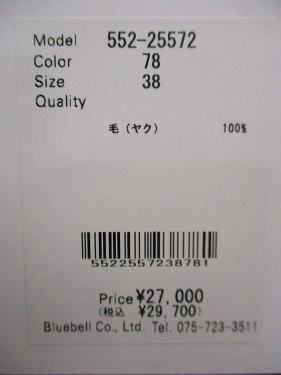 Model 552-25572
Color 78
Size 38
Quality
毛(ヤク) 100%
5522557238781
Price ¥27,000
(税込 ¥29,700)
Bluebell Co., Ltd. Tel. 075-723-3511